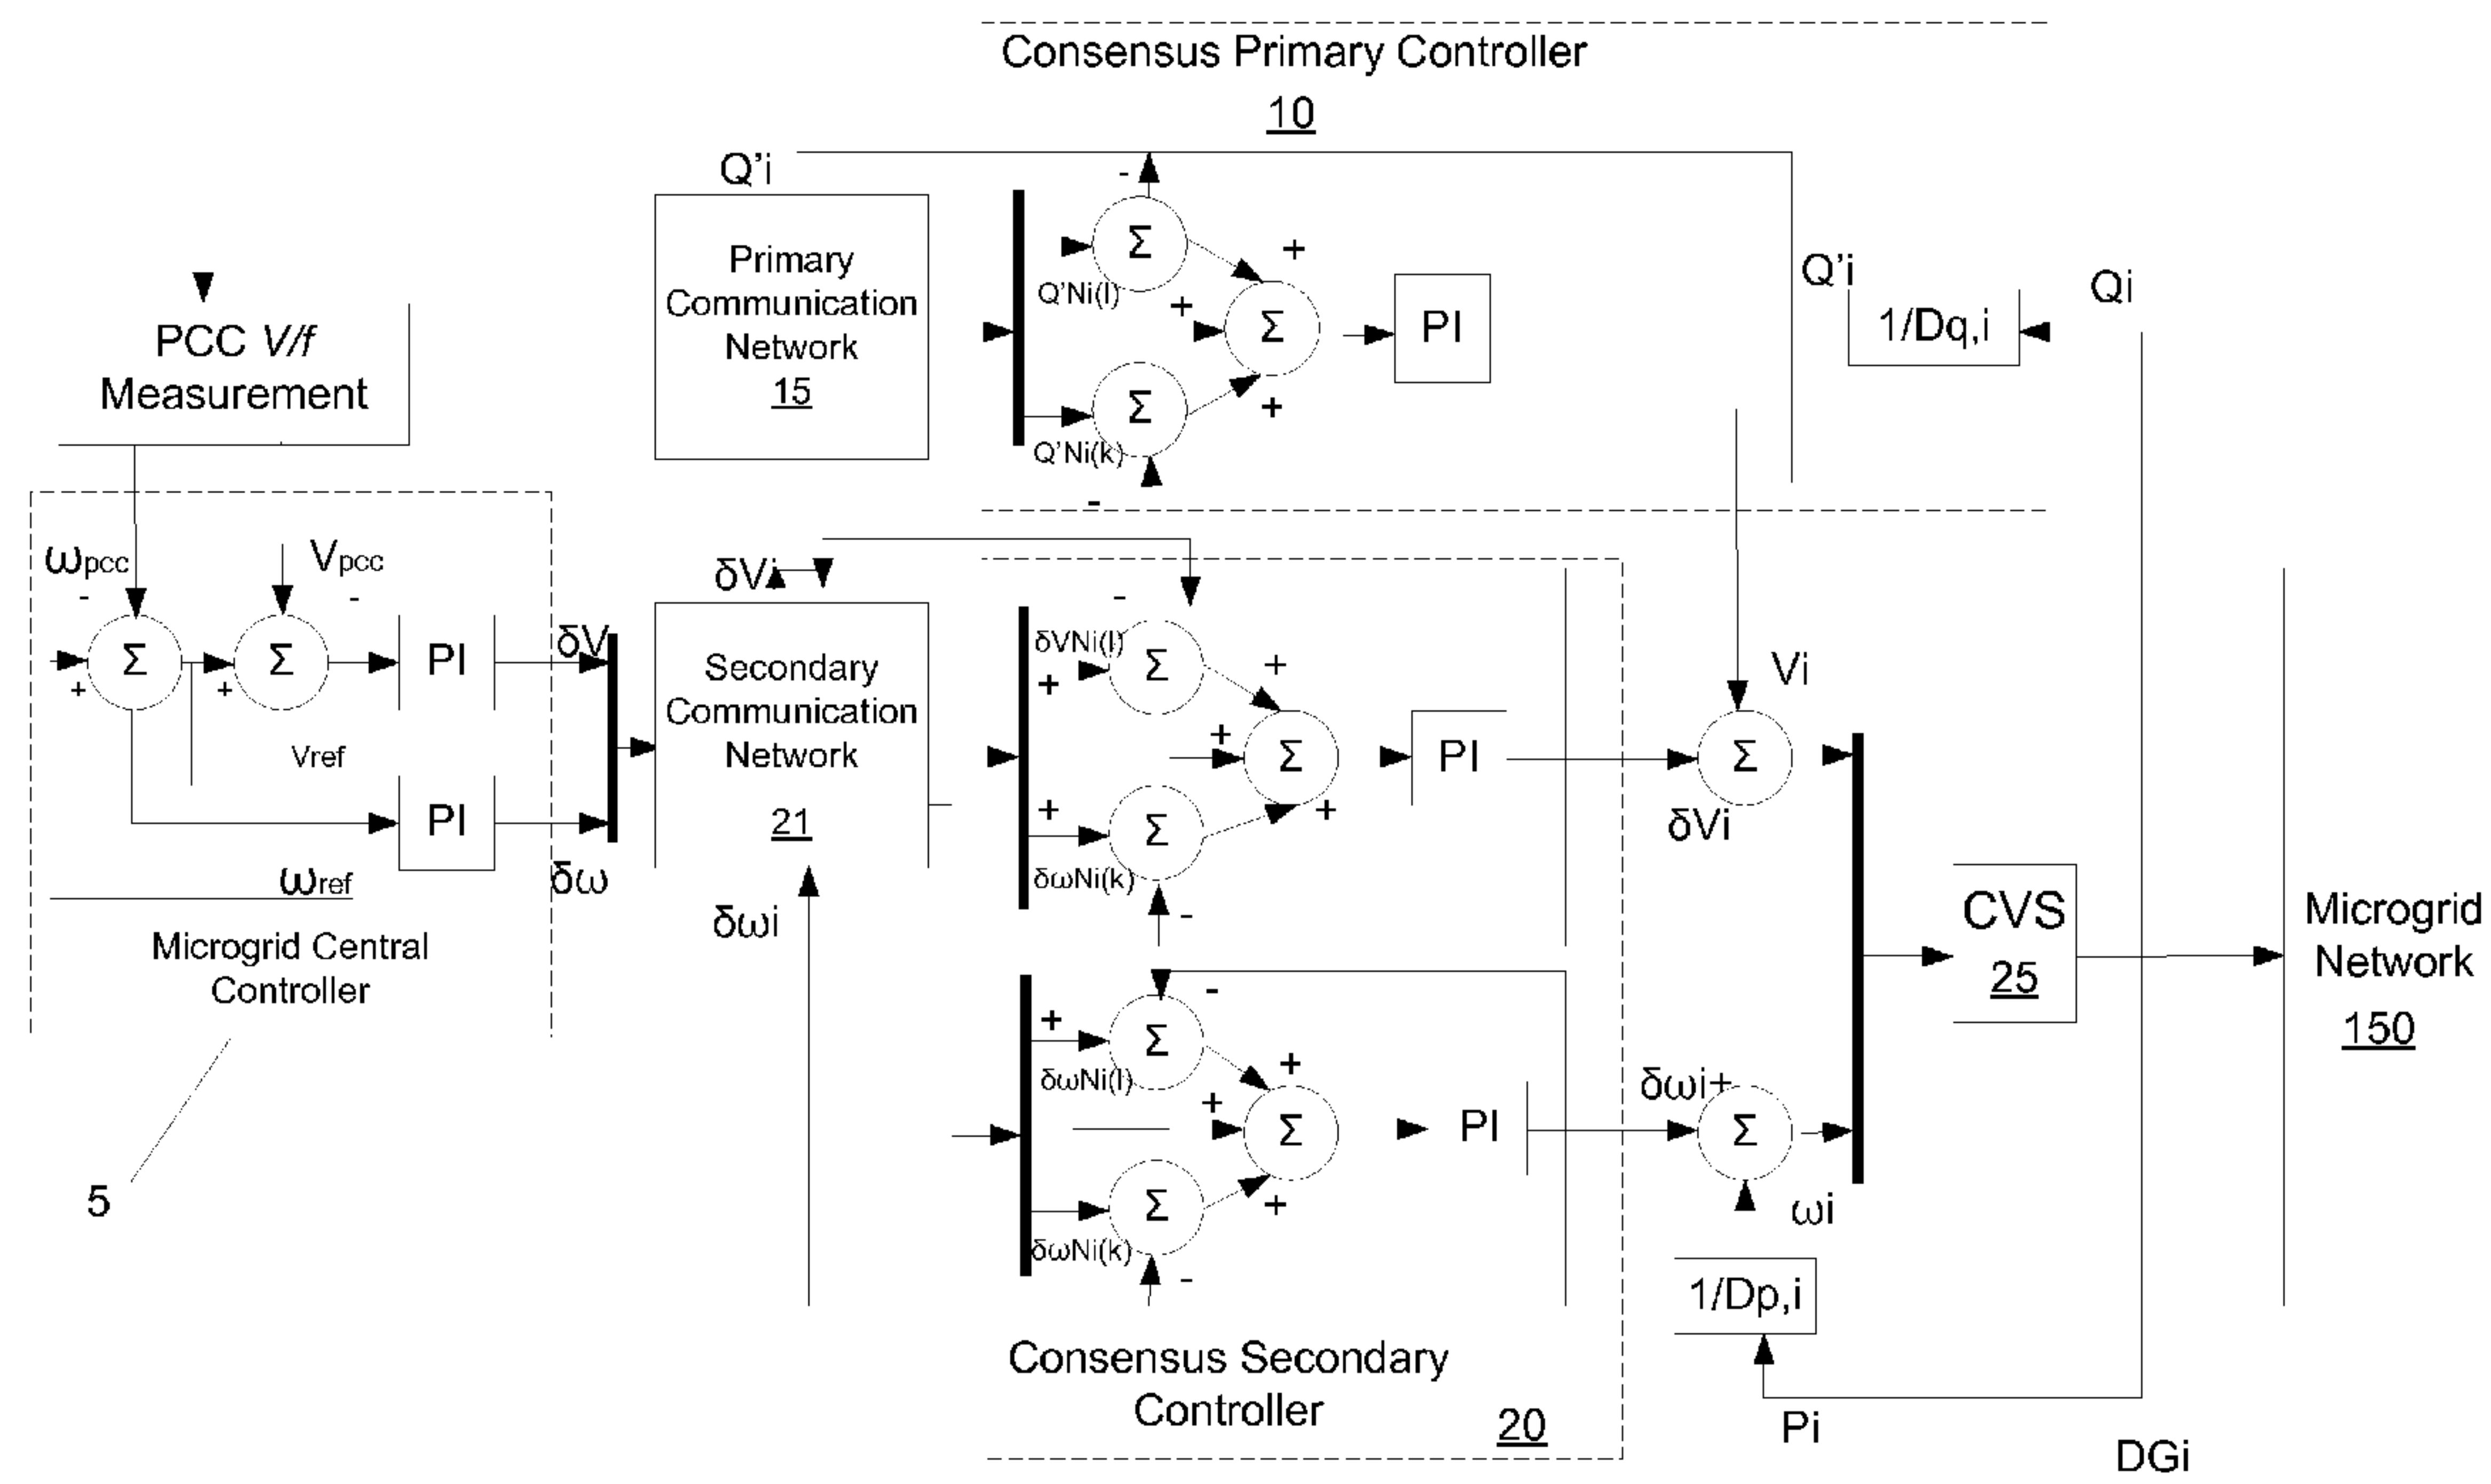 Consensus Primary Controller
10
Q'i
Primary
Communication
Network
15
-
Σ
Q'Ni(l)
+
+
Σ
PI
Σ
+
Q'Ni(k)
-
Q'i
1/Dq,i
Qi
PCC V/f
Measurement
ωpcc
-
Vpcc
-
Σ
+
Σ
+
PI
δV
Vref
PI
ωref
δω
Microgrid Central
Controller
5
δVi
Secondary
Communication
Network
21
δωi
-
δVNi(l)
+
Σ
+
+
Σ
PI
+
Σ
+
δωNi(k)
-
-
+
Σ
δωNi(l)
+
+
Σ
PI
Σ
+
δωNi(k)
-
Consensus Secondary
Controller
20
Vi
Σ
δVi
δωi+
Σ
ωi
1/Dp,i
Pi
CVS
25
DGi
Microgrid
Network
150